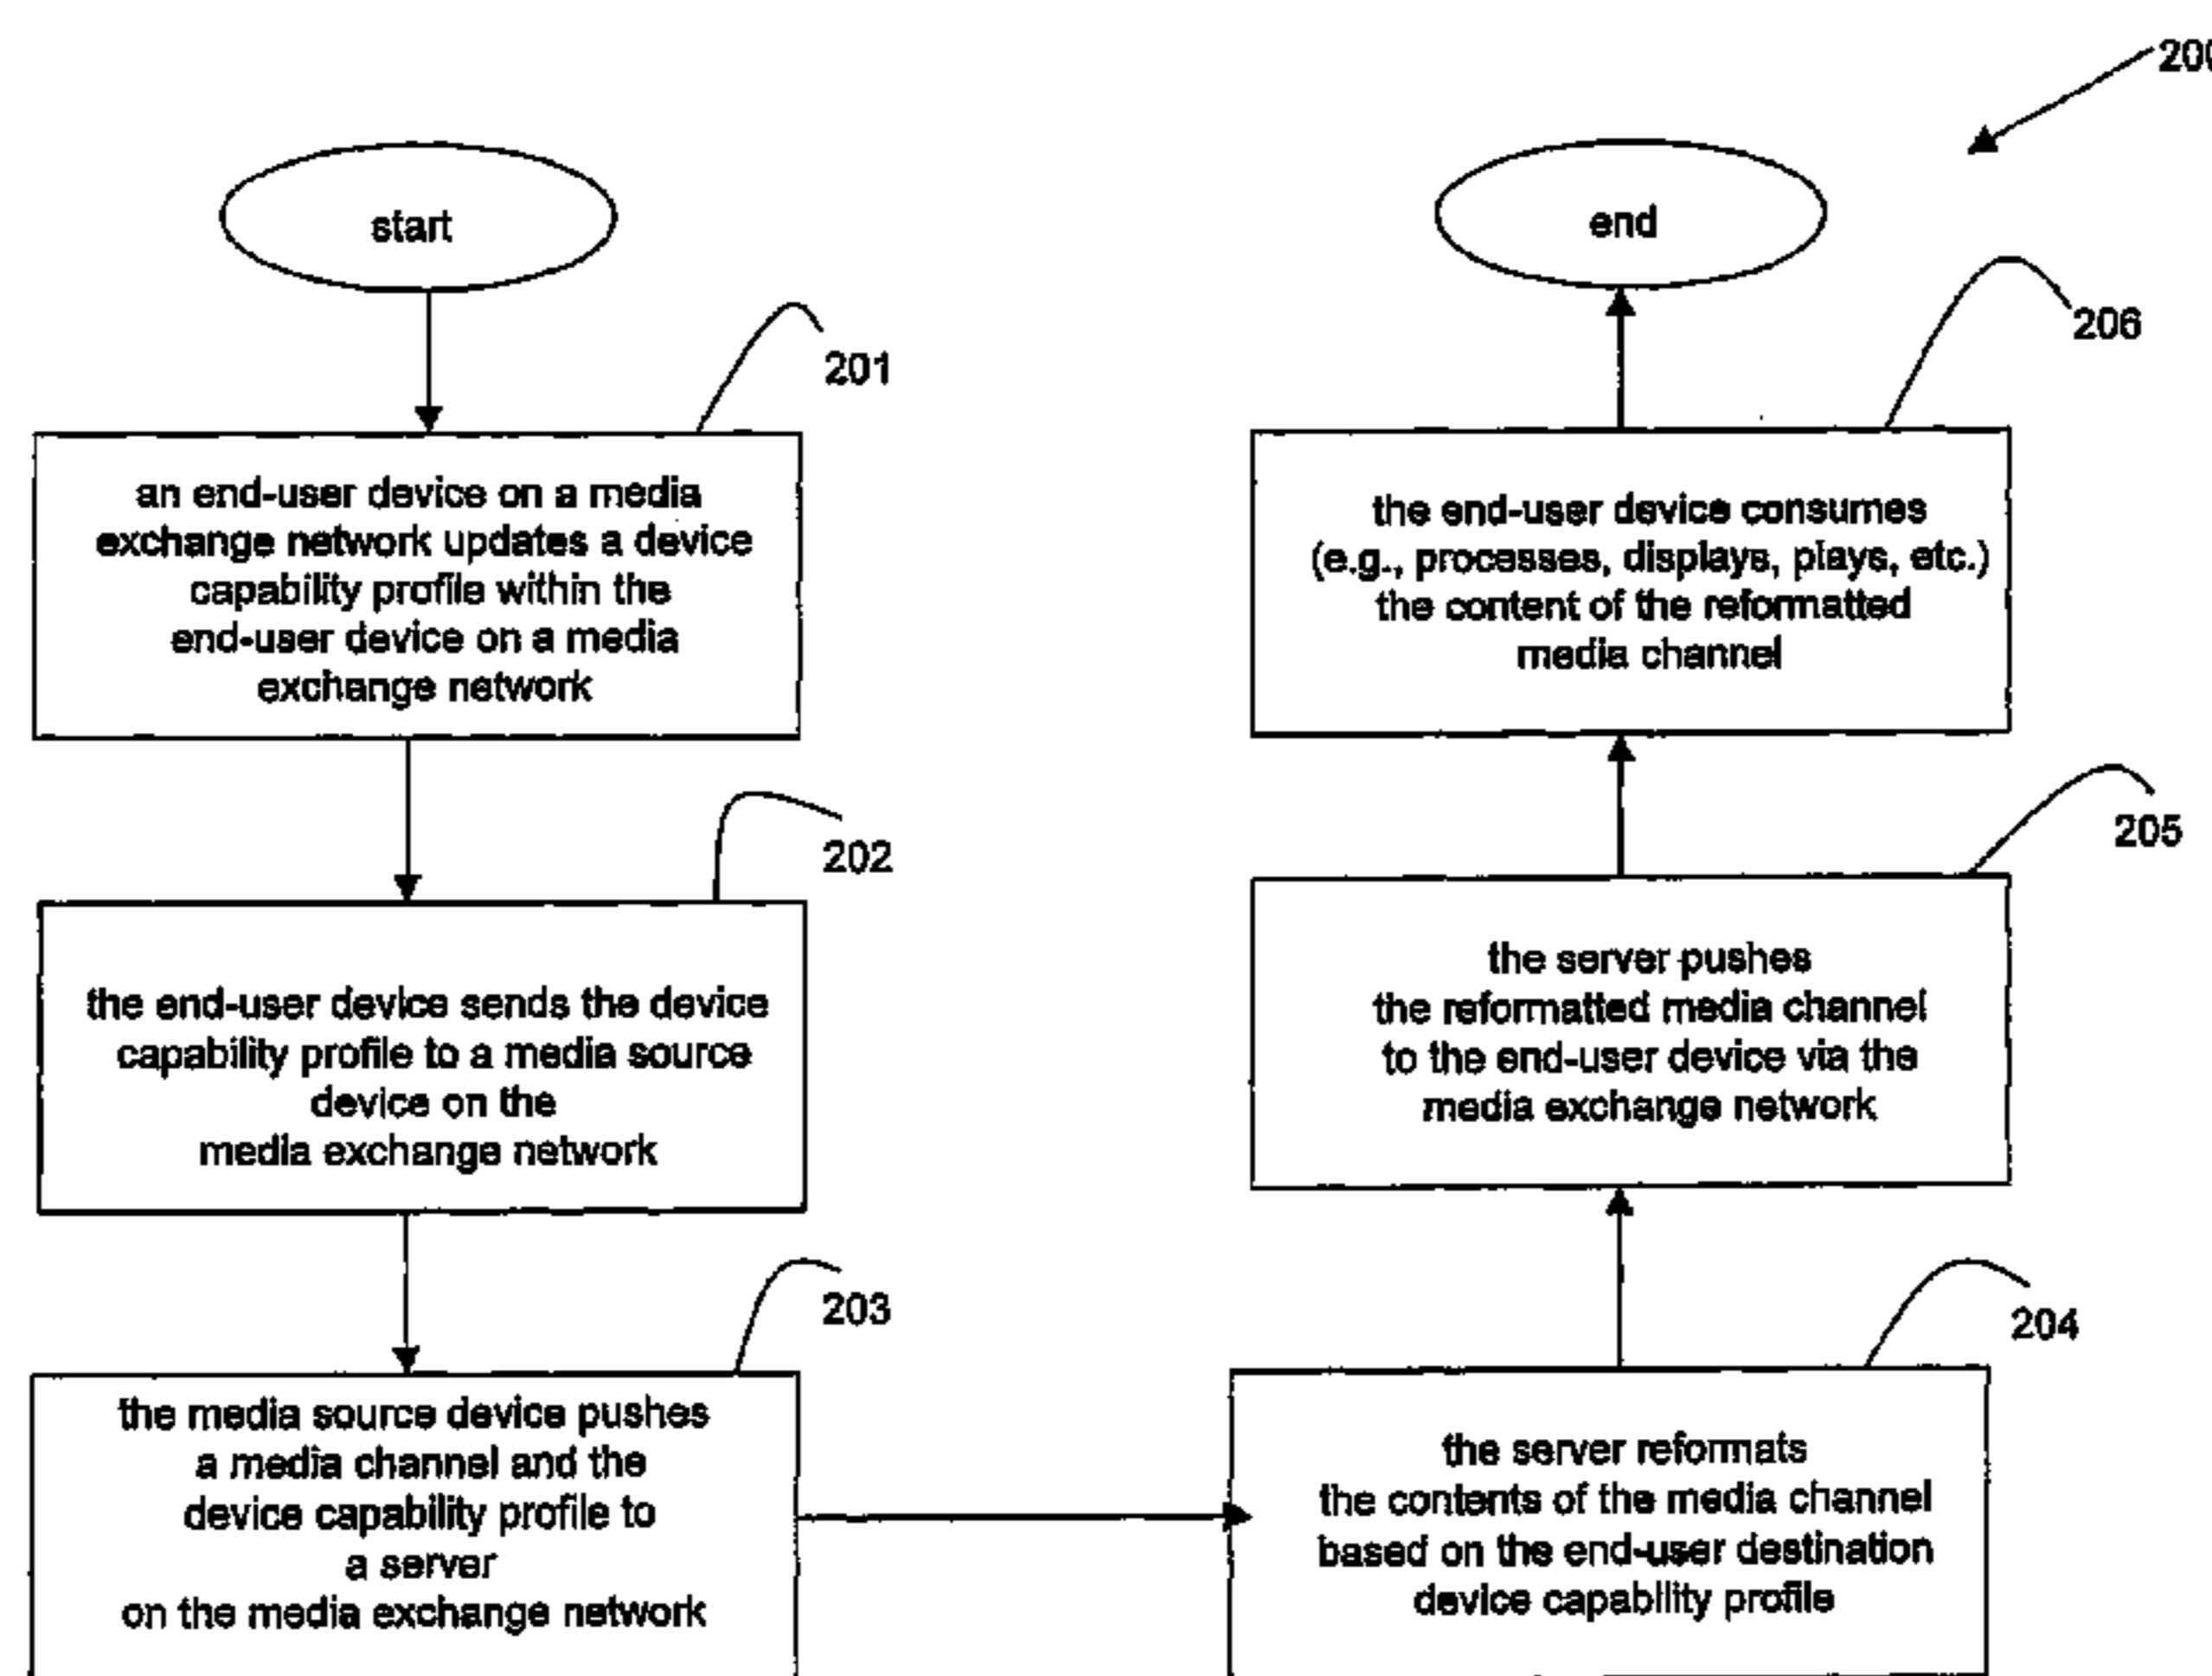 start
201
an end-user device on a media
exchange network updates a device
capability profile within the
end-user device on a media
exchange network
202
the end-user device sends the device
capability profile to a media source
device on the
media exchange network
203
the media source device pushes
a media channel and the
device capability profile to
a server
on the media exchange network
204
the server reformats
the contents of the media channel
based on the end-user destination
device capability profile
205
the server pushes
the reformatted media channel
to the end-user device via the
media exchange network
206
the end-user device consumes
(e.g., processes, displays, plays, etc.)
the content of the reformatted
media channel
end
200